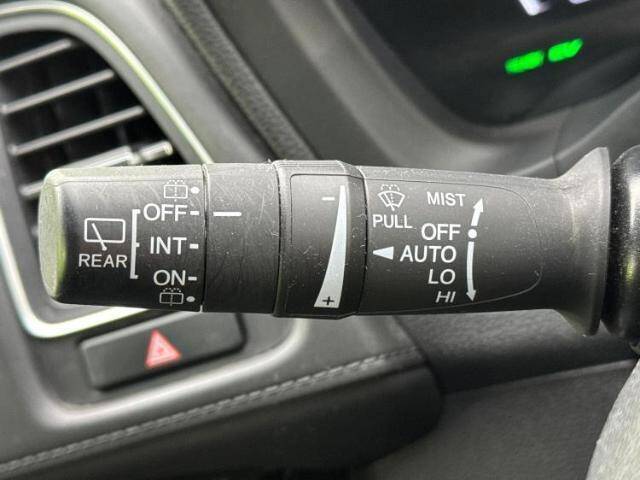 OFF
INT
REAR
ON
−
+
PULL
MIST
OFF
AUTO
LO
HI